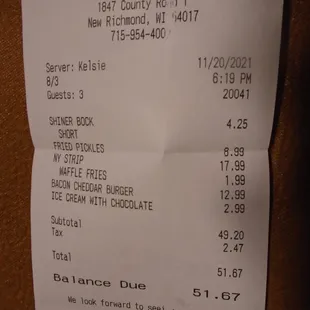 1847 County Road T
New Richmond, WI 54017
715-954-400
Server: Kelsie 11/20/2021
8/3 6:19 PM
Guests: 3 20041
SHINER BOCK 4.25
SHORT
FRIED PICKLES 8.99
NY STRIP 17.99
WAFFLE FRIES 1.99
BACON CHEDDAR BURGER 12.99
ICE CREAM WITH CHOCOLATE 2.99
Subtotal 49.20
Tax 2.47
Total 51.67
Balance Due 51.67
We look forward to